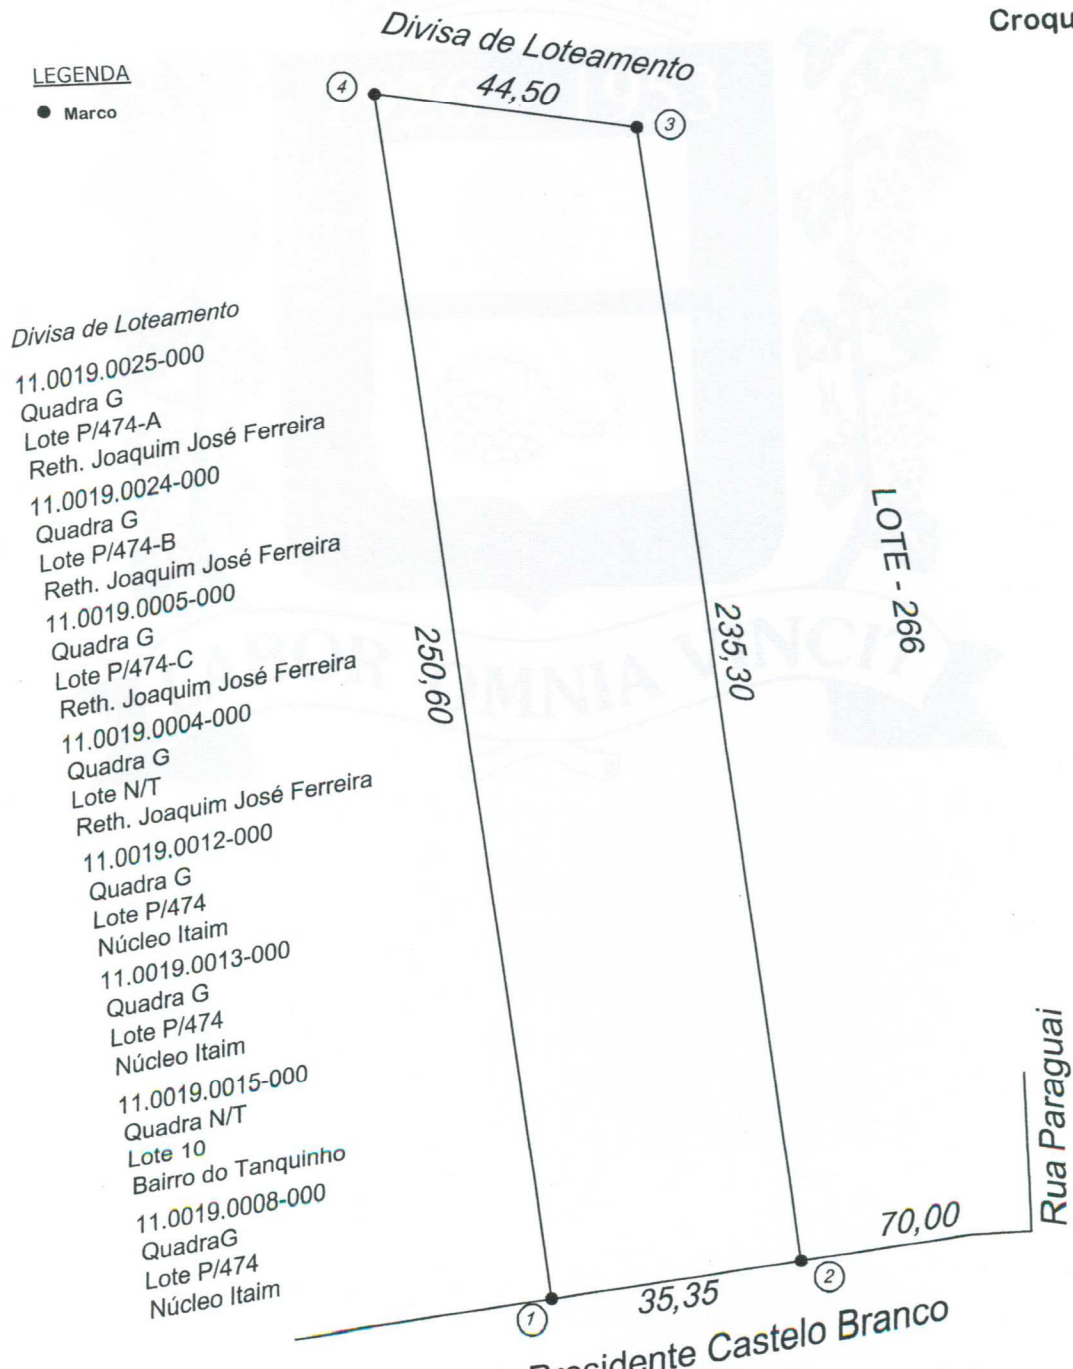 Croqu
LEGENDA
Marco
Divisa de Loteamento
44,50
4
3
Divisa de Loteamento
11.0019.0025-000
Quadra G
Lote P/474-A
Reth. Joaquim José Ferreira
11.0019.0024-000
Quadra G
Lote P/474-B
Reth. Joaquim José Ferreira
11.0019.0005-000
Quadra G
Lote P/474-C
Reth. Joaquim José Ferreira
11.0019.0004-000
Quadra G
Lote N/T
Reth. Joaquim José Ferreira
11.0019.0012-000
Quadra G
Lote P/474
Núcleo Itaim
11.0019.0013-000
Quadra G
Lote P/474
Núcleo Itaim
11.0019.0015-000
Quadra N/T
Lote 10
Bairro do Tanquinho
11.0019.0008-000
QuadraG
Lote P/474
Núcleo Itaim
250,60
235,30
LOTE - 266
LABOR OMNIA VINCIT
1953
Rua Paraguai
70,00
35,35
1
2
Presidente Castelo Branco